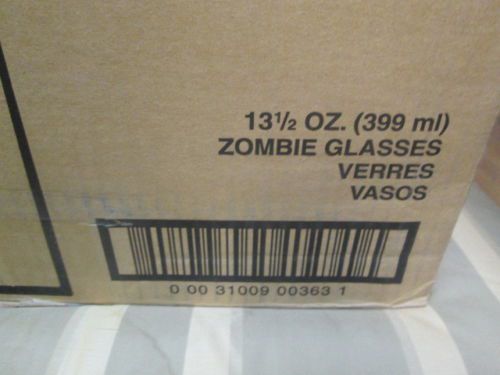 13½ OZ. (399 ml)
ZOMBIE GLASSES
VERRES
VASOS
0 00 31009 00363 1